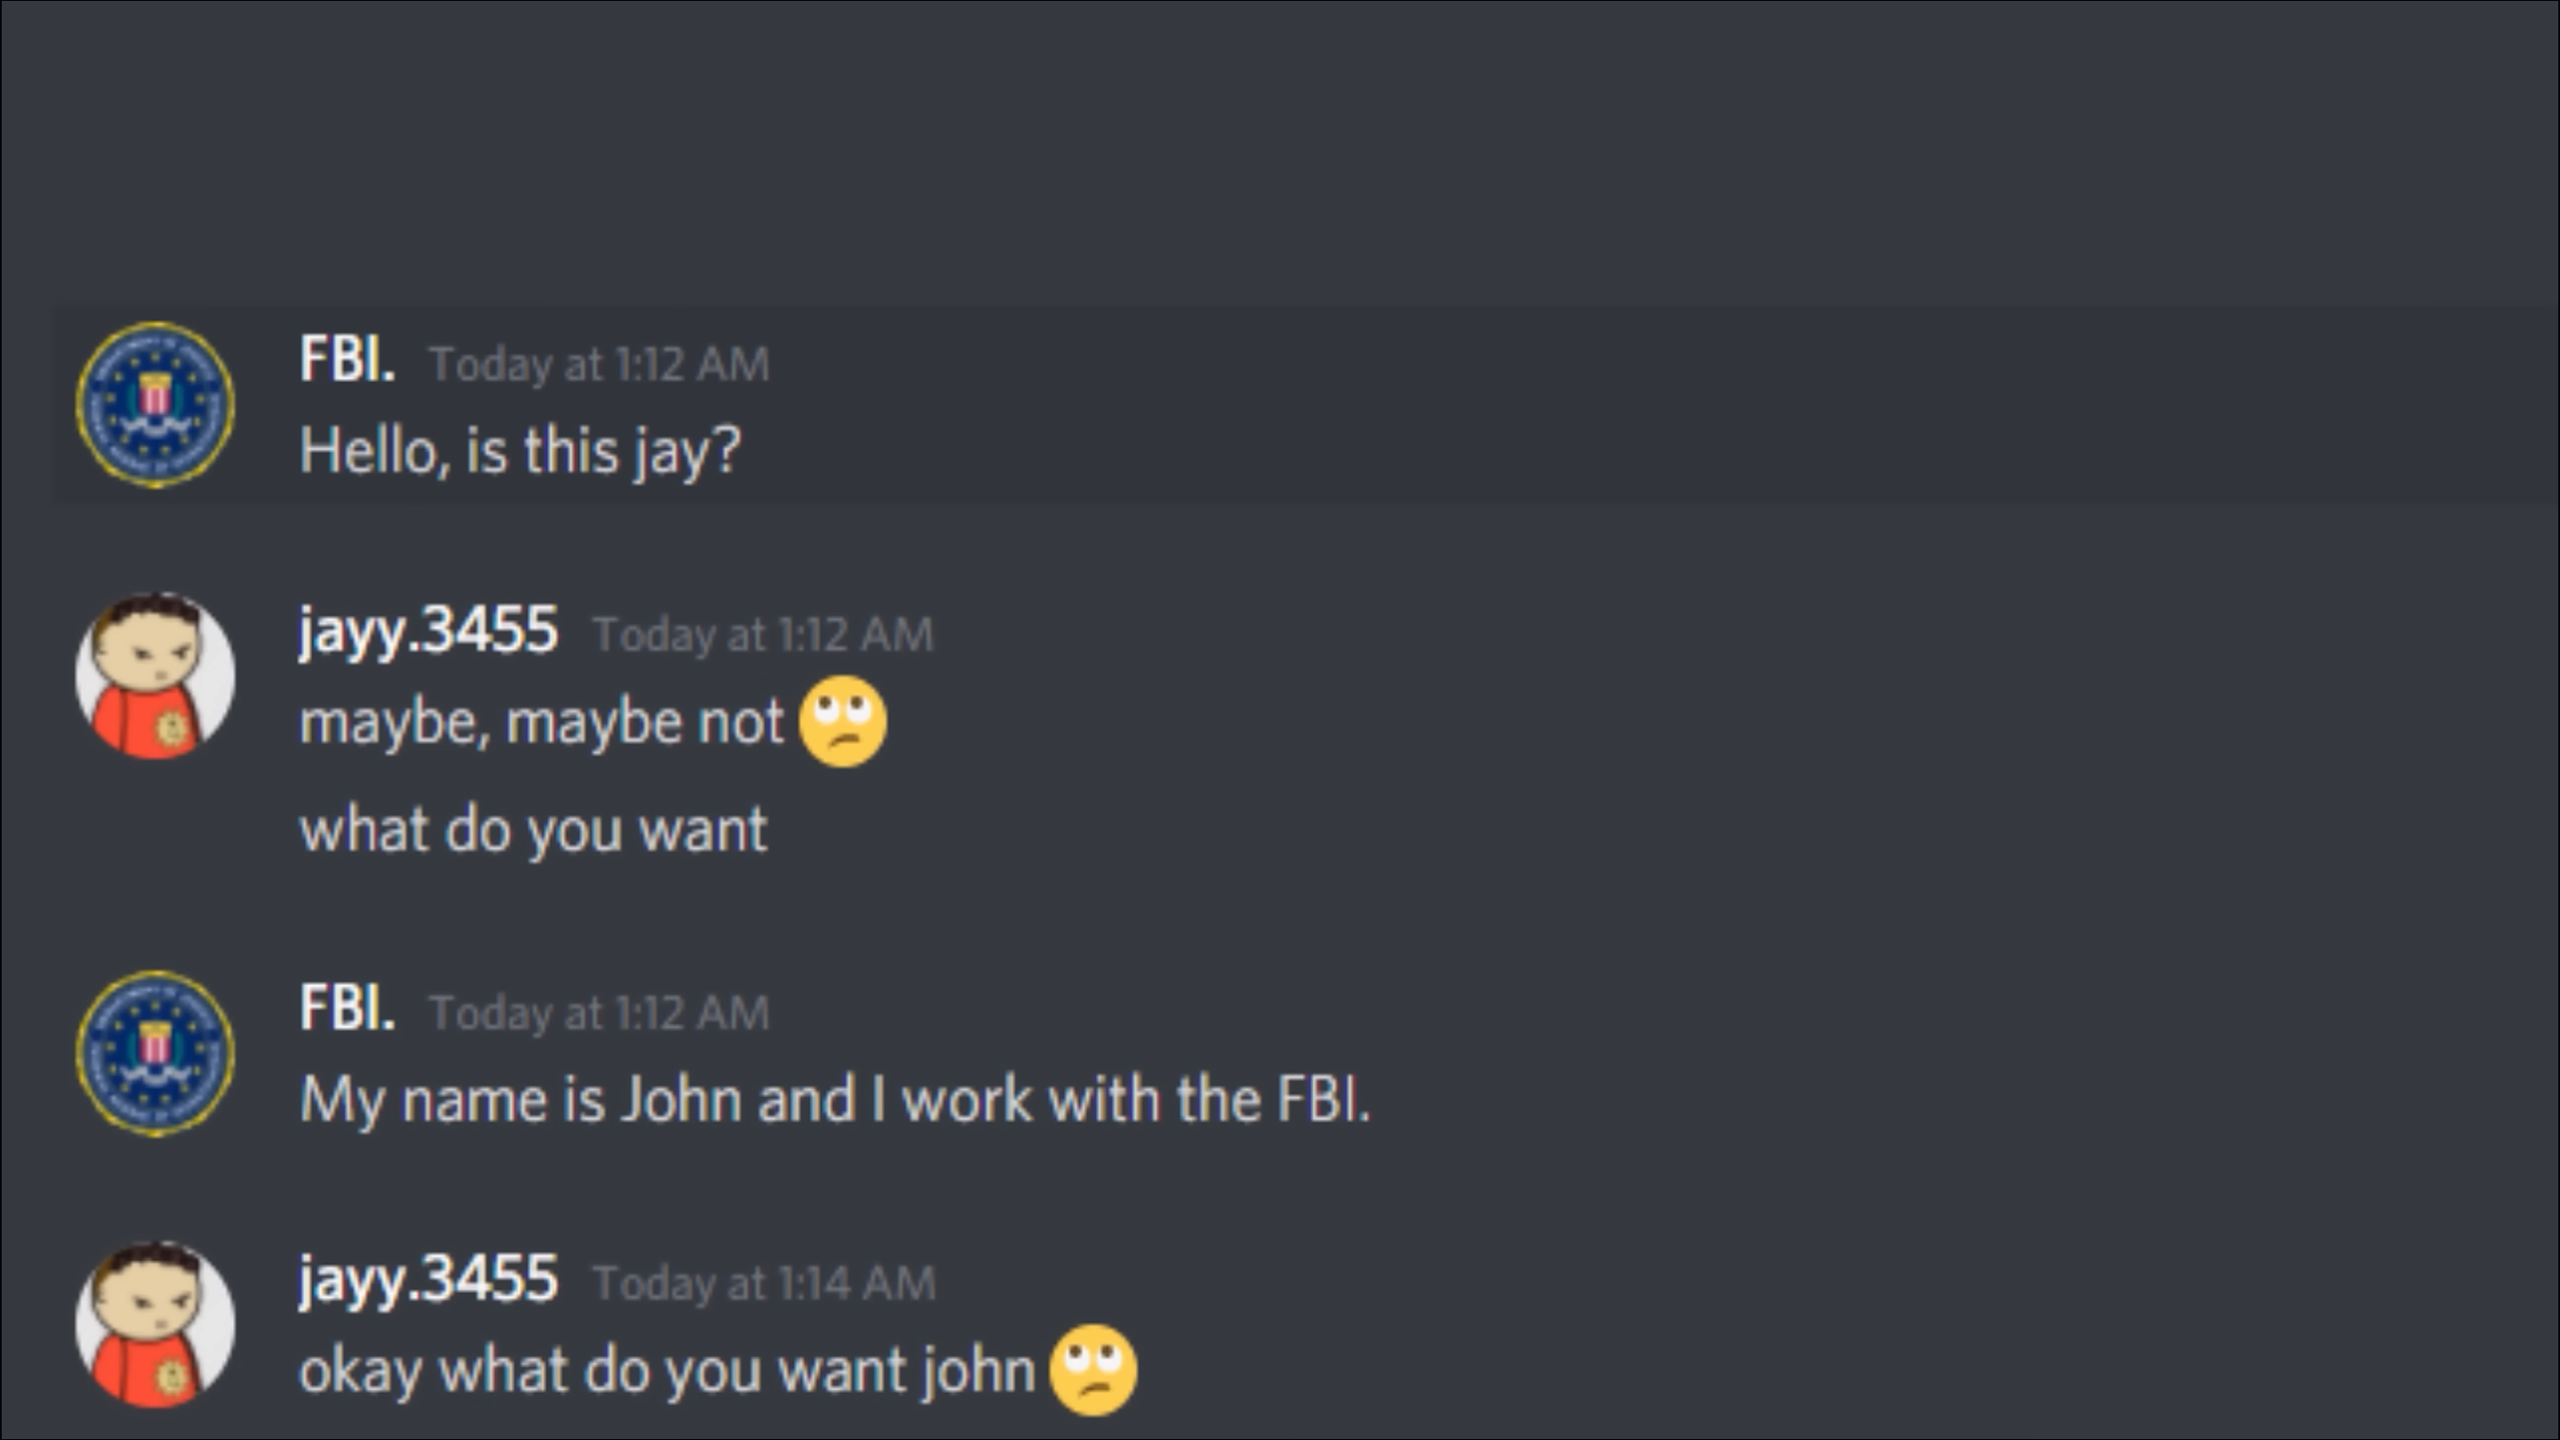 FBI. Today at 1:12 AM
Hello, is this jay?
jayy.3455 Today at 1:12 AM
maybe, maybe not 🙄
what do you want
FBI. Today at 1:12 AM
My name is John and I work with the FBI.
jayy.3455 Today at 1:14 AM
okay what do you want john 🙄